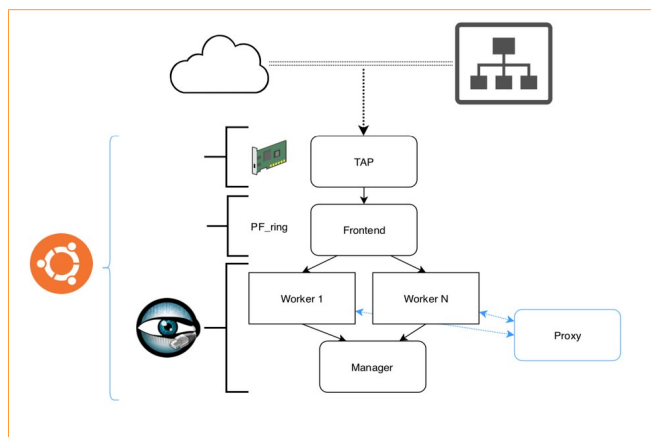 TAP
PF_ring
Frontend
Worker 1
Worker N
Proxy
Manager